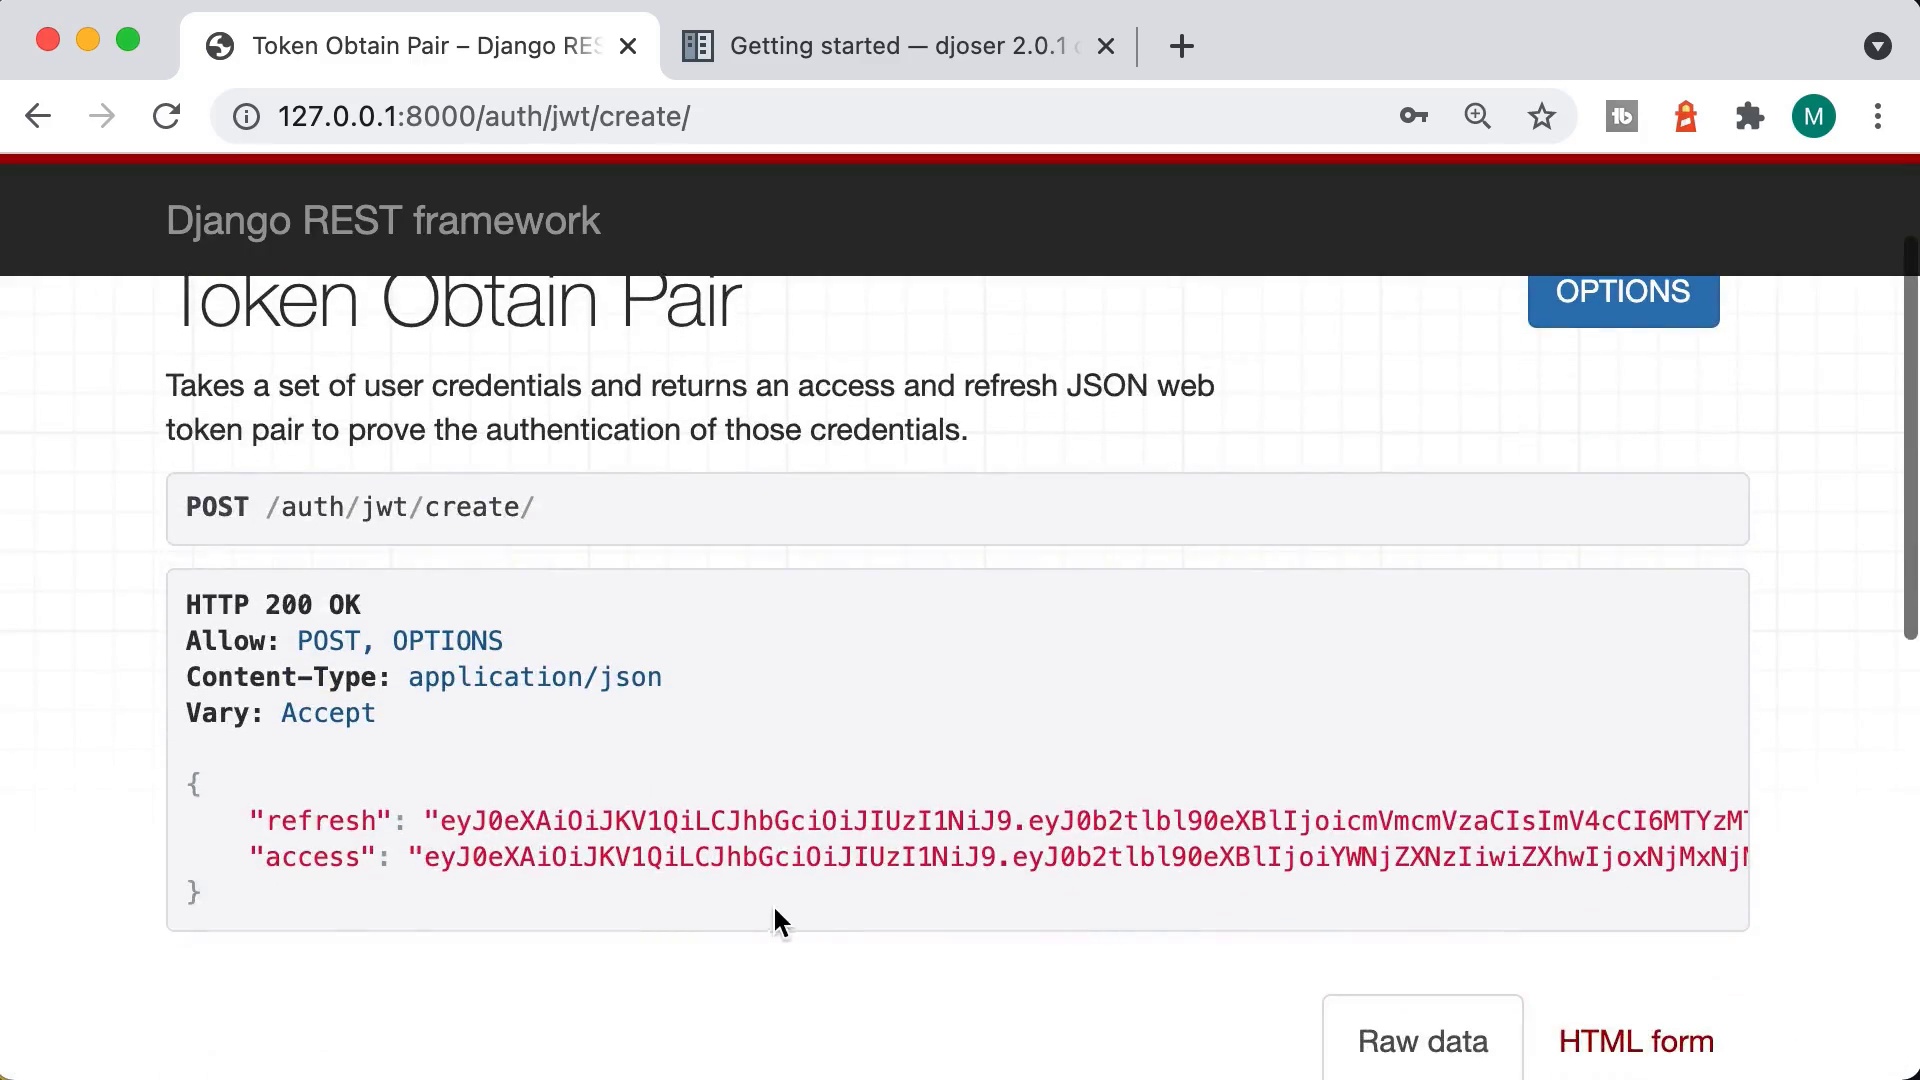 Token Obtain Pair – Django RES
Getting started — djoser 2.0.1
127.0.0.1:8000/auth/jwt/create/
M
Django REST framework
Token Obtain Pair
OPTIONS
Takes a set of user credentials and returns an access and refresh JSON web
token pair to prove the authentication of those credentials.
POST /auth/jwt/create/
HTTP 200 OK
Allow: POST, OPTIONS
Content-Type: application/json
Vary: Accept
{
"refresh": "eyJ0eXAiOiJKV1QiLCJhbGciOiJIUzI1NiJ9.eyJ0b2tlbl90eXBlIjoicmVmcmVzaCIsImV4cCI6MTYzM
"access": "eyJ0eXAiOiJKV1QiLCJhbGciOiJIUzI1NiJ9.eyJ0b2tlbl90eXBlIjoiYWNjZXNzIiwiZXhwIjoxNjMxNj
}
Raw data
HTML form